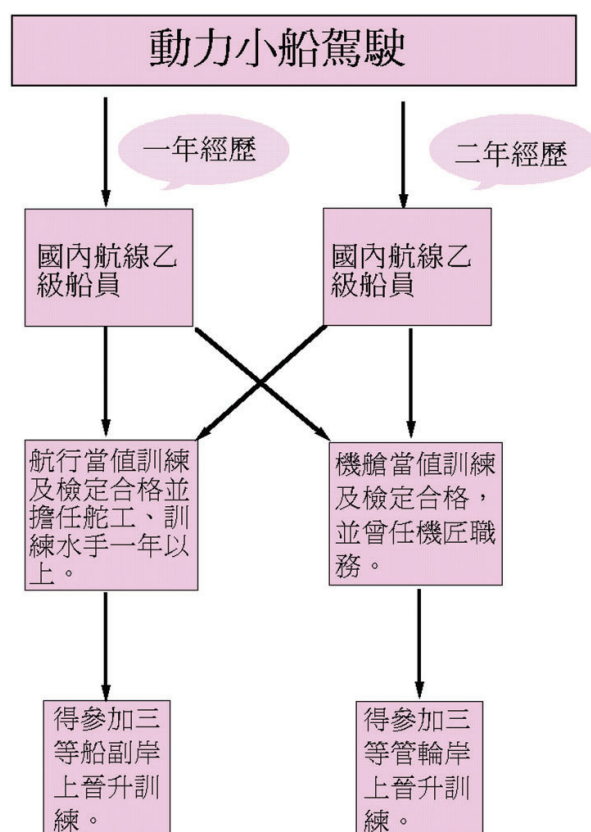 動力小船駕駛
一年經歷
二年經歷
國內航線乙
級船員
國內航線乙
級船員
航行當值訓練
及檢定合格並
擔任舵工、訓
練水手一年以
上。
機艙當值訓練
及檢定合格，
並曾任機匠職
務。
得參加三
等船副岸
上晉升訓
練。
得參加三
等管輪岸
上晉升訓
練。